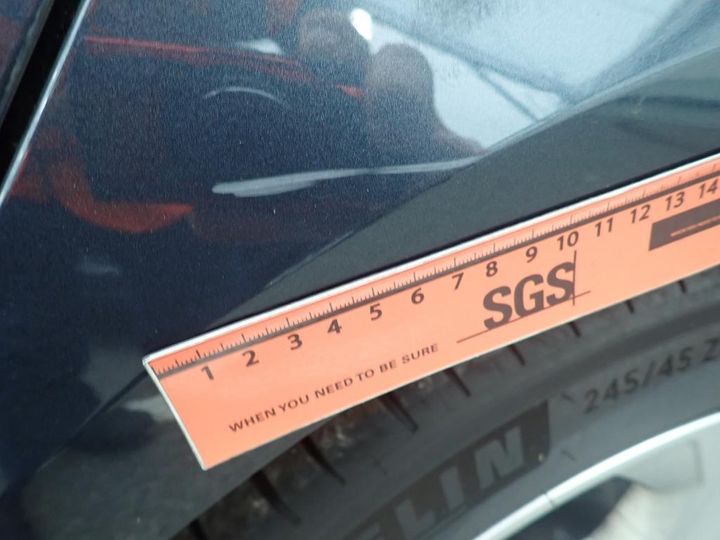 1 2 3 4 5 6 7 8 9 10 11 12 13 14
SGS
WHEN YOU NEED TO BE SURE
245/45 Z
ELIN